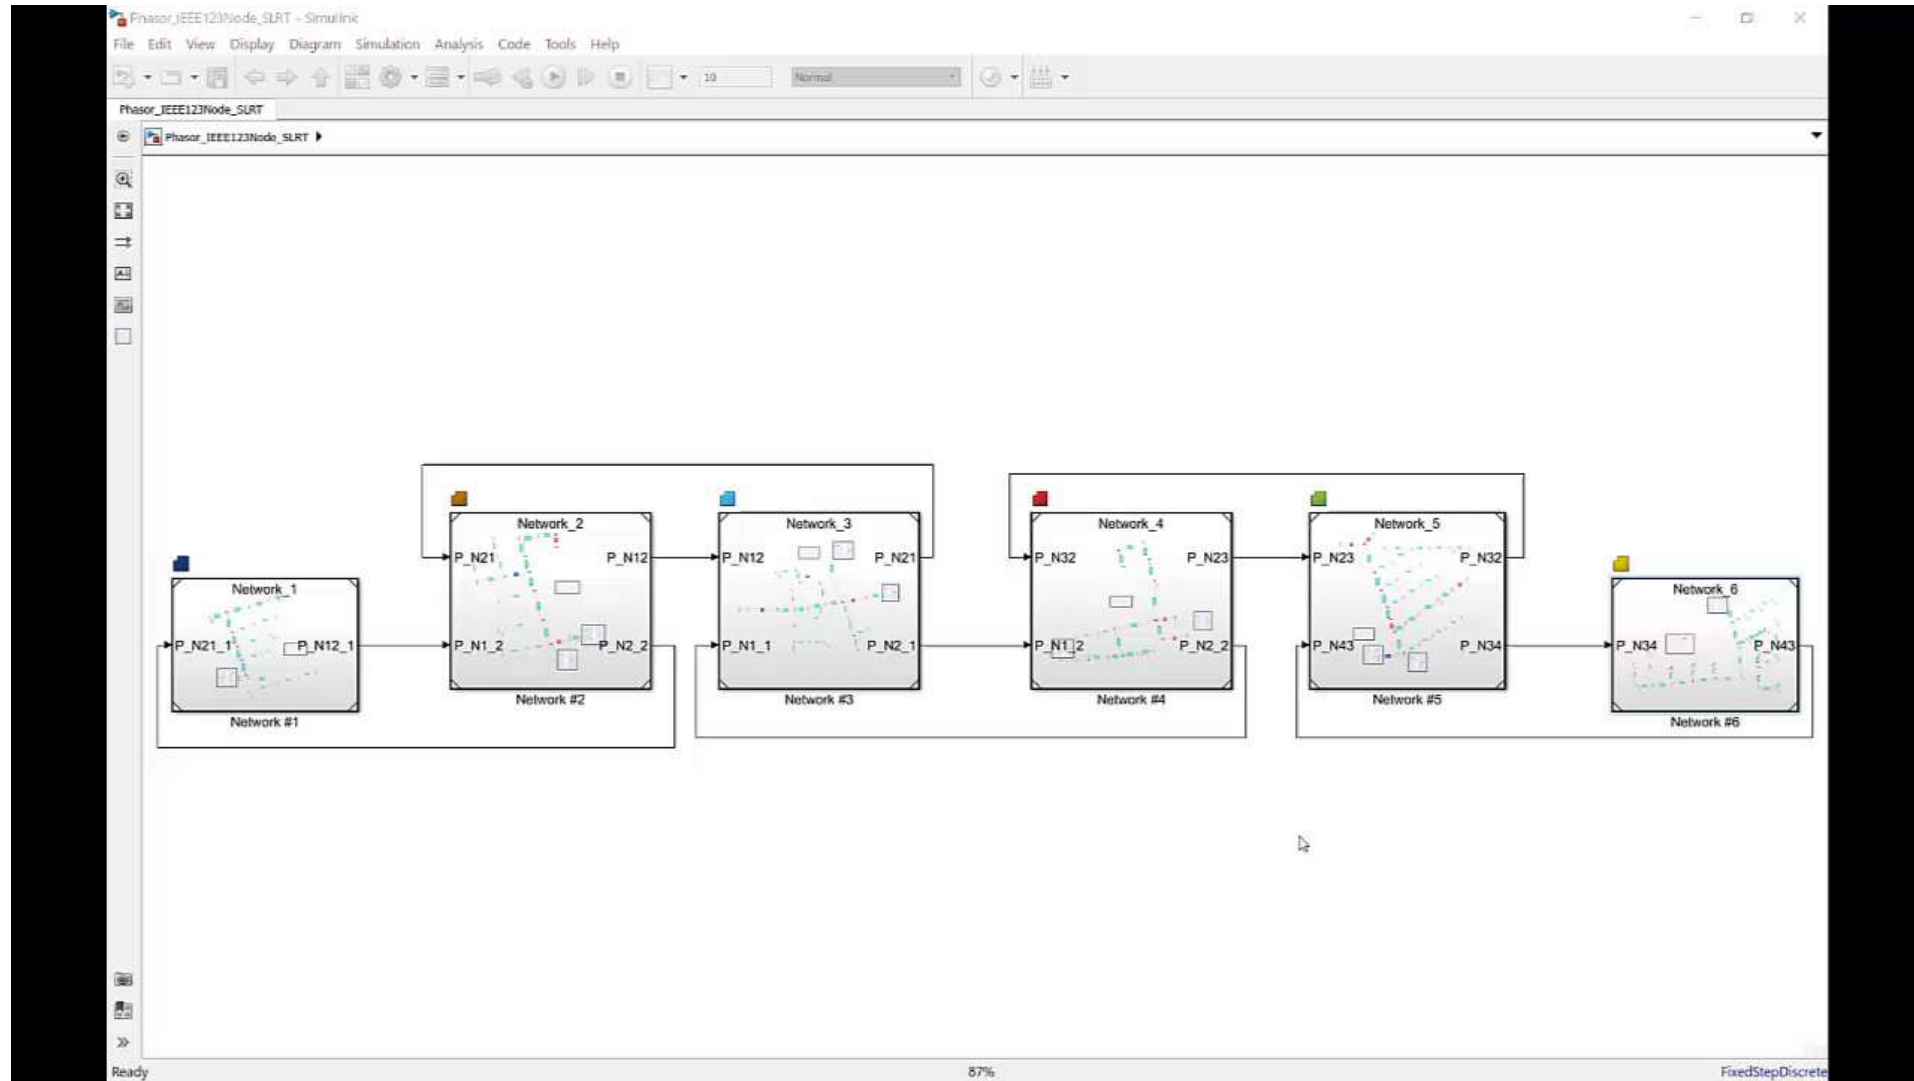 Phasor_IEEE123Node_SLRT - Simulink
File Edit View Display Diagram Simulation Analysis Code Tools Help
10 Normal
Phasor_IEEE123Node_SLRT
Phasor_IEEE123Node_SLRT
Network_2 Network_3 Network_4 Network_5
P_N21 P_N12 P_N12 P_N21 P_N32 P_N23 P_N23 P_N32
Network_1 Network_6
P_N21_1 P_N12_1 P_N1_2 P_N2_2 P_N1_1 P_N2_1 P_N1_2 P_N2_2 P_N43 P_N34 P_N34 P_N43
Network #2 Network #3 Network #4 Network #5
Network #1 Network #6
Ready 87% FixedStepDiscrete